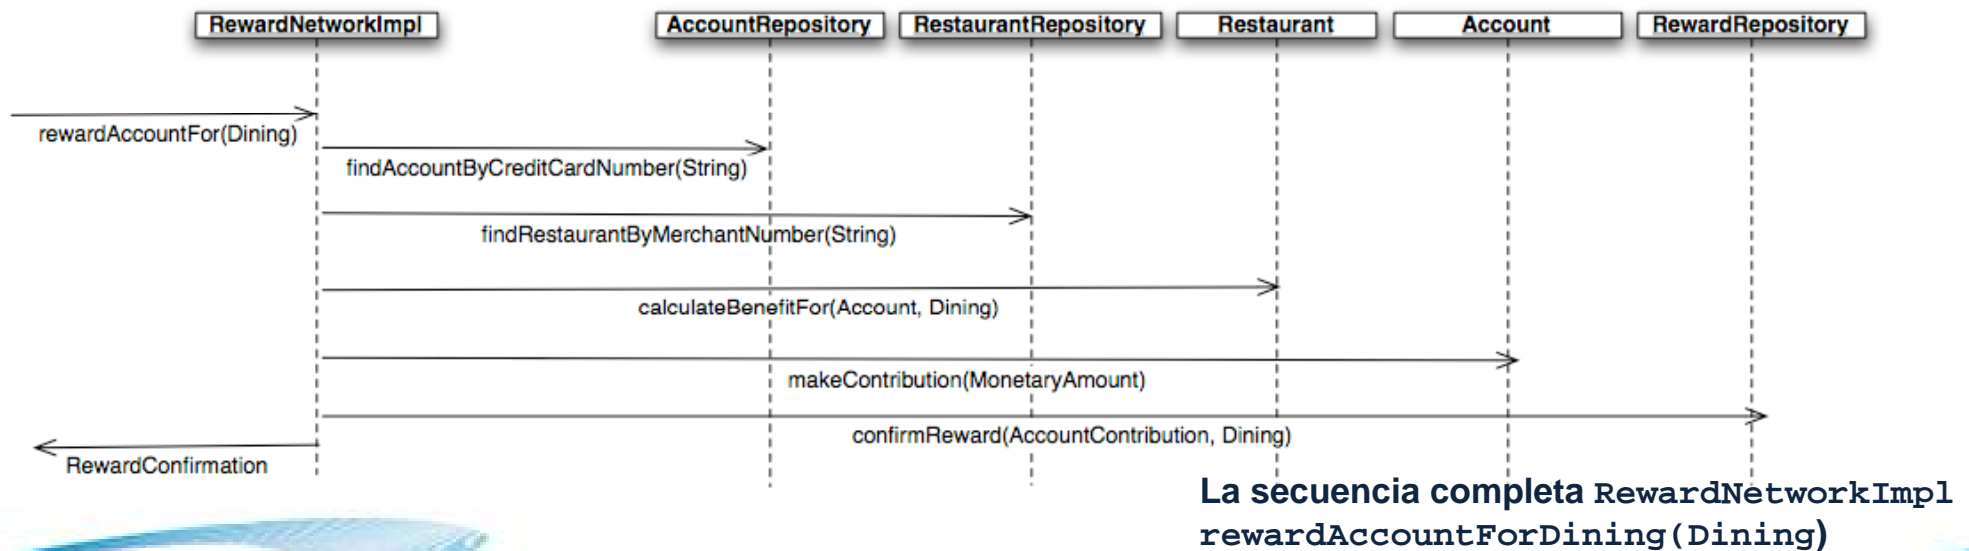 RewardNetworkImpl
AccountRepository
RestaurantRepository
Restaurant
Account
RewardRepository
rewardAccountFor(Dining)
findAccountByCreditCardNumber(String)
findRestaurantByMerchantNumber(String)
calculateBenefitFor(Account, Dining)
makeContribution(MonetaryAmount)
confirmReward(AccountContribution, Dining)
RewardConfirmation
La secuencia completa RewardNetworkImpl
rewardAccountForDining(Dining)